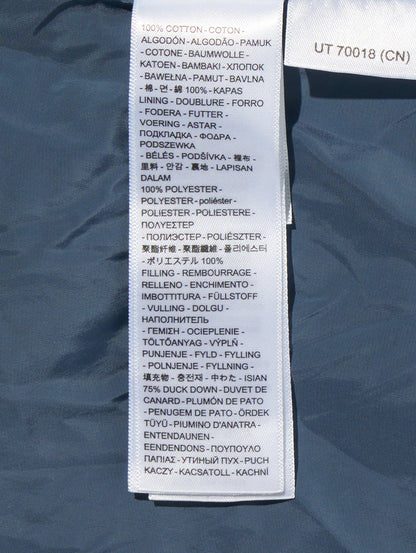 100% COTTON - COTON -
ALGODÓN - ALGODÃO - PAMUK
- COTONE - BAUMWOLLE -
KATOEN - BAMBAKI - ХЛОПОК
- BAWEŁNA - PAMUT - BAVLNA
- 棉 - 면 - 綿 100% - KAPAS
LINING - DOUBLURE - FORRO
- FODERA - FUTTER -
VOERING - ASTAR -
ПОДКЛАДКА - ΦΟΔΡΑ -
PODSZEWKA
- BÉLÉS - PODŠÍVKA - 裡布 -
里料 - 안감 - 裏地 - LAPISAN
DALAM
100% POLYESTER -
POLYESTER - poliéster -
POLIESTER - POLIESTERE -
ΠΟΛΥΕΣΤΕΡ
- ПОЛИЭСТЕР - POLIÉSZTER -
聚酯纤维 - 聚酯纖維 - 폴리에스터
- ポリエステル 100%
FILLING - REMBOURRAGE -
RELLENO - ENCHIMENTO -
IMBOTTITURA - FÜLLSTOFF
- VULLING - DOLGU -
НАПОЛНИТЕЛЬ
- ΓΕΜΙΣΗ - OCIEPLENIE -
TÖLTŐANYAG - VÝPLŇ -
PUNJENJE - FYLD - FYLLING
- POLNJENJE - FYLLNING -
- 填充物 - 충전재 - 中わた - ISIAN
75% DUCK DOWN - DUVET DE
CANARD - PLUMÓN DE PATO
- PENUGEM DE PATO - ÖRDEK
TÜYÜ - PIUMINO D'ANATRA -
ENTENDAUNEN -
EENDENDONS - ΠΟΥΠΟΥΛΟ
ΠΑΠΙΑΣ - УТИНЫЙ ПУХ - PUCH
KACZY - KACSATOLL - KACHNÍ
UT 70018 (CN)